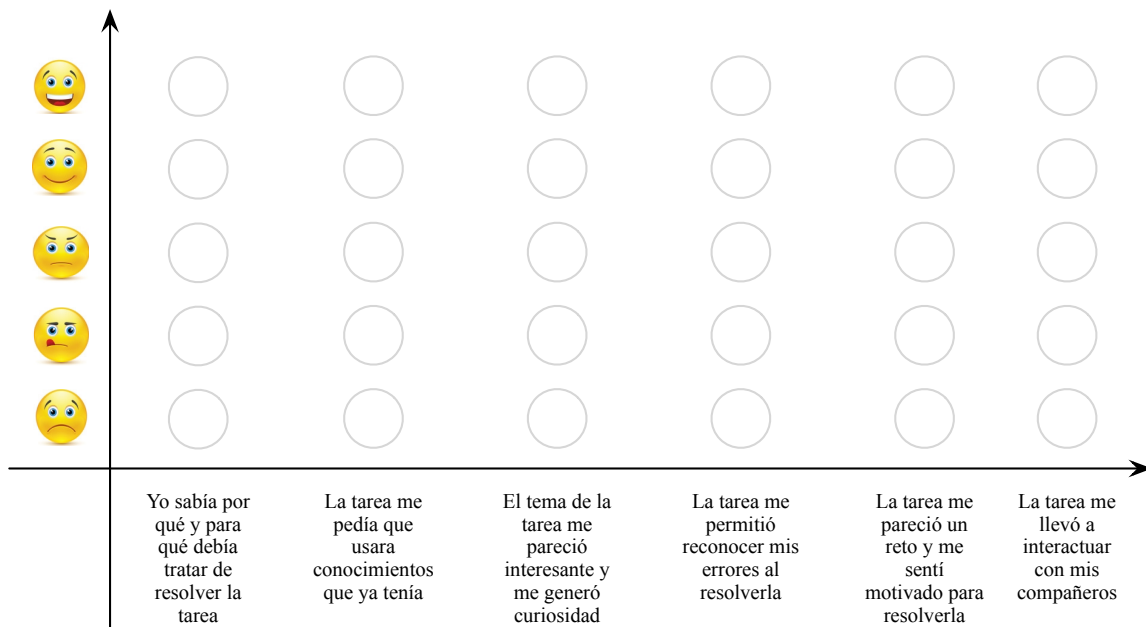 Yo sabía por
qué y para
qué debía
tratar de
resolver la
tarea
La tarea me
pedía que
usara
conocimientos
que ya tenía
El tema de la
tarea me
pareció
interesante y
me generó
curiosidad
La tarea me
permitió
reconocer mis
errores al
resolverla
La tarea me
pareció un
reto y me
sentí
motivado para
resolverla
La tarea me
llevó a
interactuar
con mis
compañeros